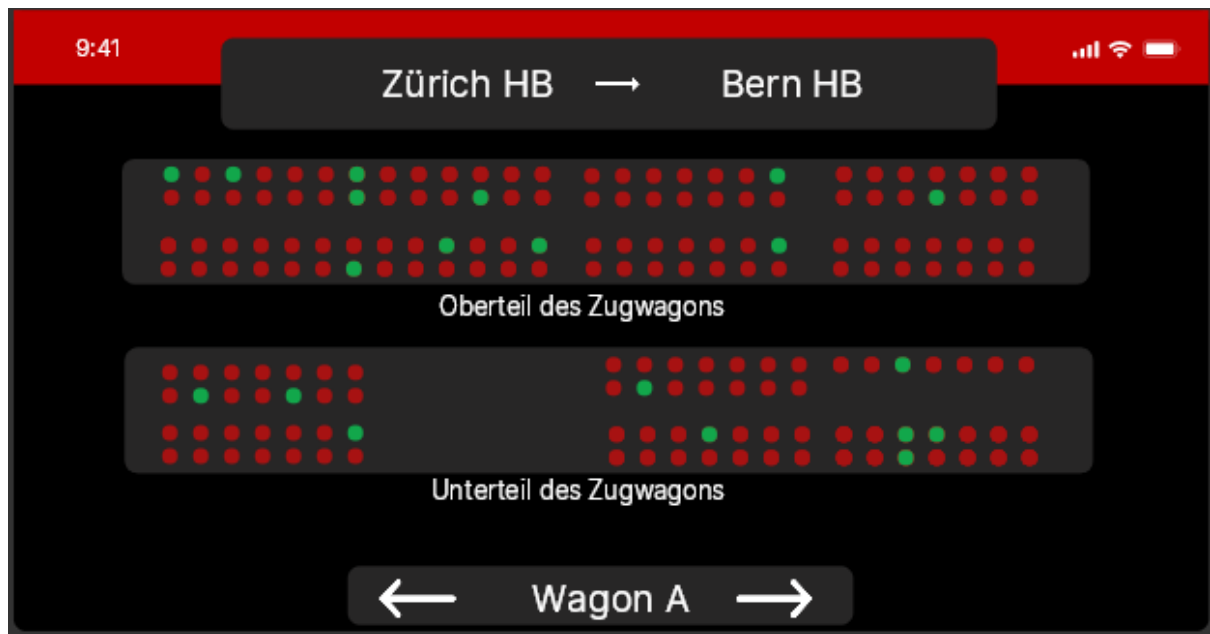 9:41
Zürich HB → Bern HB
Oberteil des Zugwagons
Unterteil des Zugwagons
← Wagon A →